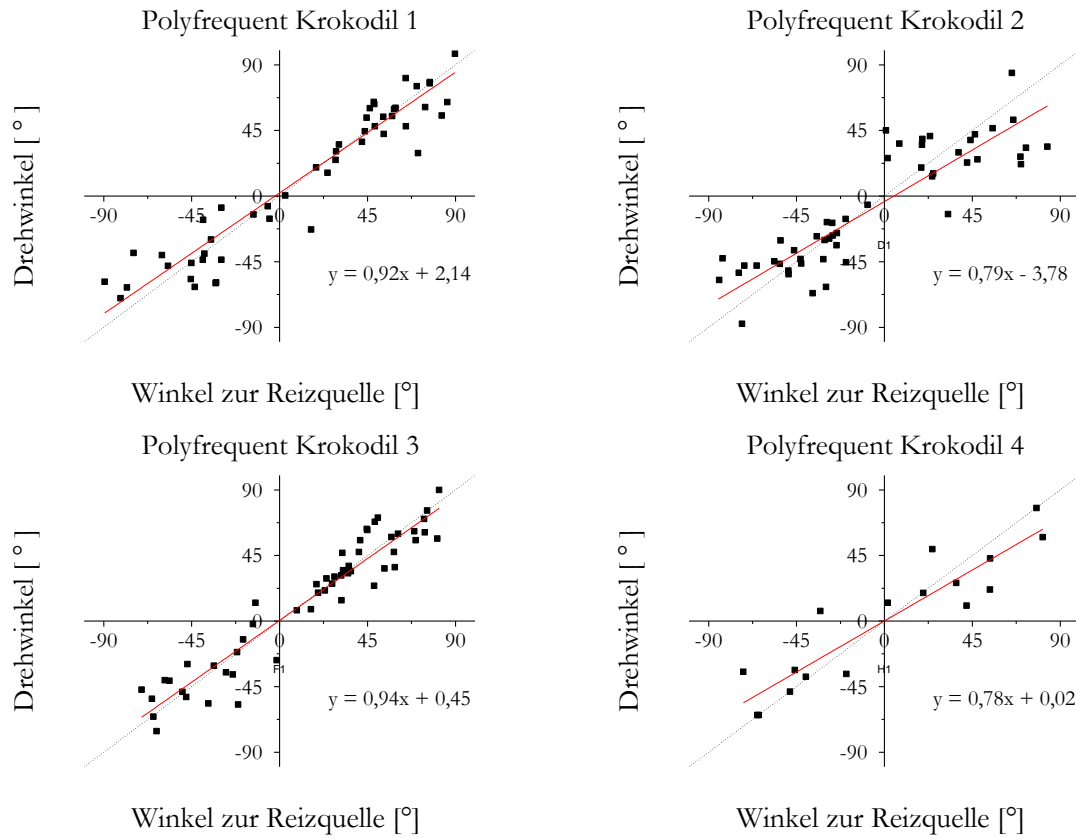 Polyfrequent Krokodil 1
90
45
0
-90 -45 45 90
-45
-90
y = 0,92x + 2,14
Drehwinkel [ ° ]
Winkel zur Reizquelle [°]
Polyfrequent Krokodil 2
90
45
0
-90 -45 45 90
D1
-45
-90
y = 0,79x - 3,78
Drehwinkel [ ° ]
Winkel zur Reizquelle [°]
Polyfrequent Krokodil 3
90
45
0
-90 -45 45 90
F1
-45
-90
y = 0,94x + 0,45
Drehwinkel [ ° ]
Winkel zur Reizquelle [°]
Polyfrequent Krokodil 4
90
45
0
-90 -45 45 90
H1
-45
-90
y = 0,78x + 0,02
Drehwinkel [ ° ]
Winkel zur Reizquelle [°]